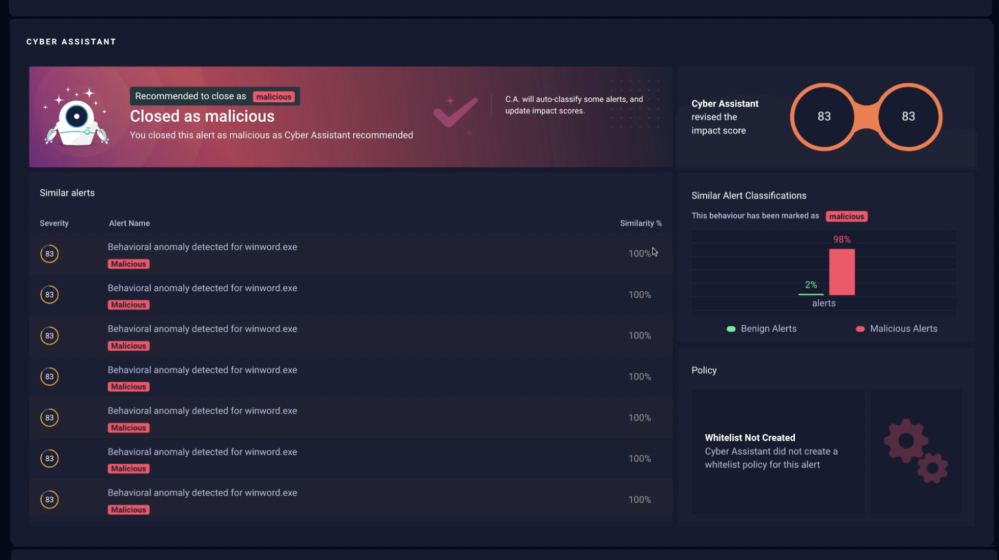 CYBER ASSISTANT
Recommended to close as malicious
Closed as malicious
You closed this alert as malicious as Cyber Assistant recommended
C.A. will auto-classify some alerts, and
update impact scores.
Cyber Assistant
revised the
impact score
83 83
Similar alerts
Severity Alert Name Similarity %
83 Behavioral anomaly detected for winword.exe 100%
Malicious
83 Behavioral anomaly detected for winword.exe 100%
Malicious
83 Behavioral anomaly detected for winword.exe 100%
Malicious
83 Behavioral anomaly detected for winword.exe 100%
Malicious
83 Behavioral anomaly detected for winword.exe 100%
Malicious
83 Behavioral anomaly detected for winword.exe 100%
Malicious
83 Behavioral anomaly detected for winword.exe 100%
Malicious
Similar Alert Classifications
This behaviour has been marked as malicious
98%
2%
alerts
Benign Alerts Malicious Alerts
Policy
Whitelist Not Created
Cyber Assistant did not create a
whitelist policy for this alert